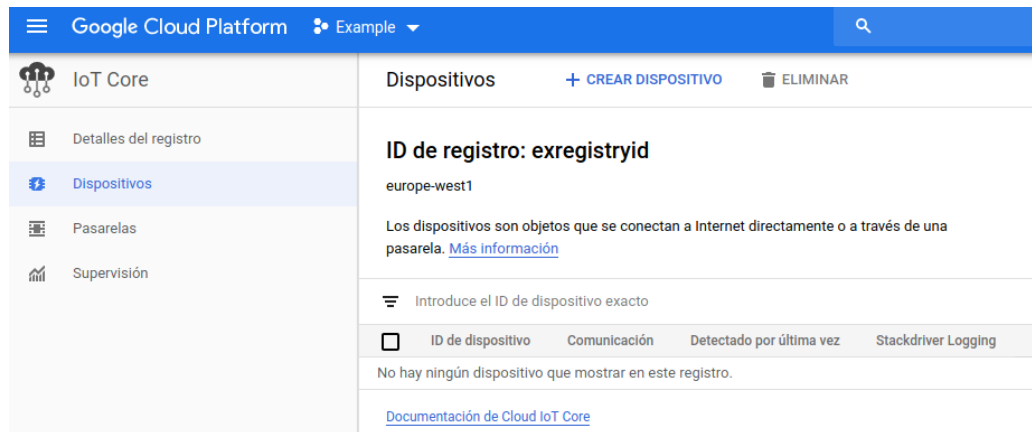 Google Cloud Platform Example
IoT Core
Dispositivos CREAR DISPOSITIVO ELIMINAR
Detalles del registro
Dispositivos
Pasarelas
Supervisión
ID de registro: exregistryid
europe-west1
Los dispositivos son objetos que se conectan a Internet directamente o a través de una
pasarela. Más información
Introduce el ID de dispositivo exacto
ID de dispositivo Comunicación Detectado por última vez Stackdriver Logging
No hay ningún dispositivo que mostrar en este registro.
Documentación de Cloud IoT Core